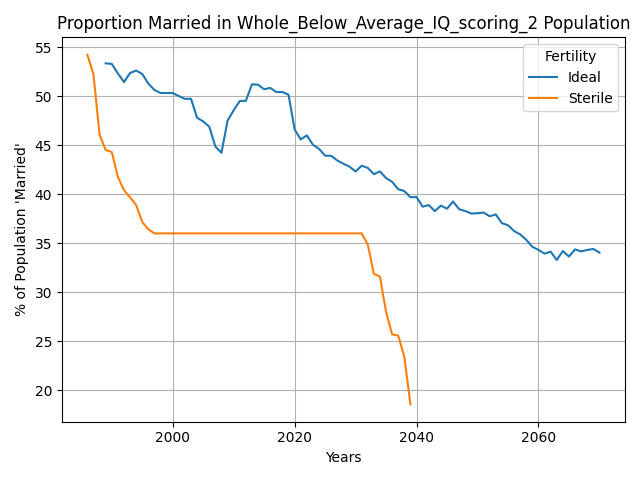 Proportion Married in Whole_Below_Average_IQ_scoring_2 Population
% of Population 'Married'
55
50
45
40
35
30
25
20
2000
2020
2040
2060
Years
Fertility
Ideal
Sterile